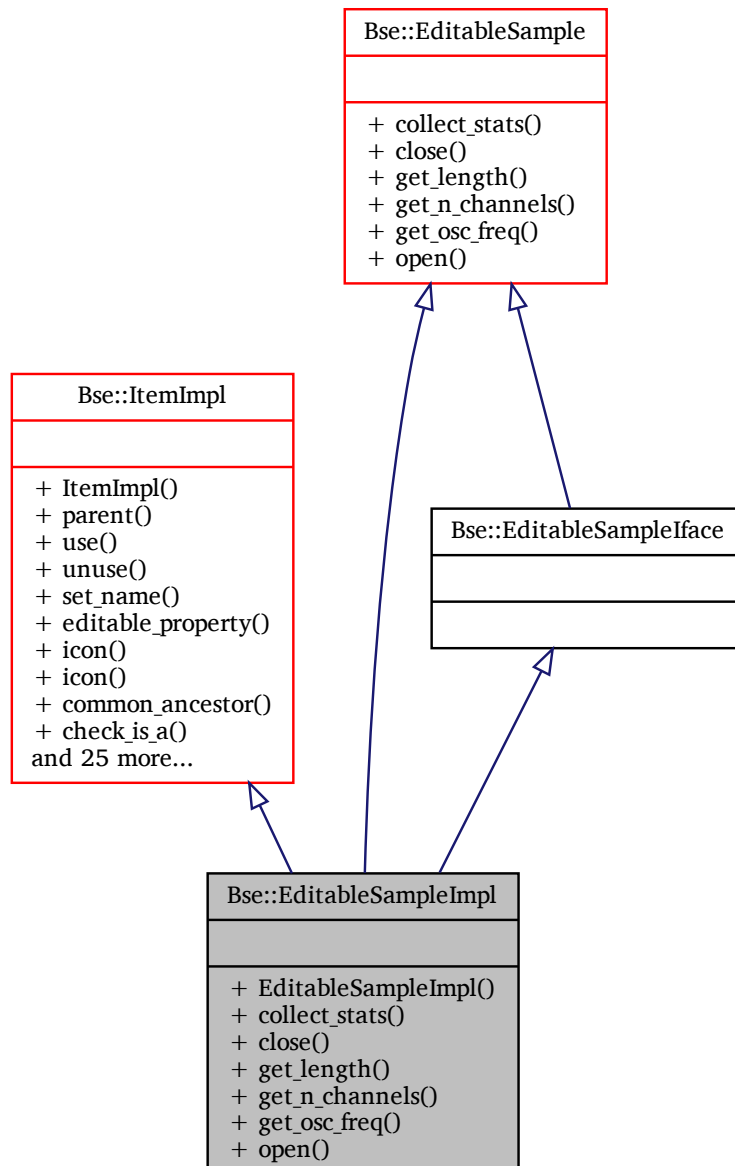 Bse::EditableSample
+ collect_stats()
+ close()
+ get_length()
+ get_n_channels()
+ get_osc_freq()
+ open()
Bse::ItemImpl
+ ItemImpl()
+ parent()
+ use()
+ unuse()
+ set_name()
+ editable_property()
+ icon()
+ icon()
+ common_ancestor()
+ check_is_a()
and 25 more...
Bse::EditableSampleIface
Bse::EditableSampleImpl
+ EditableSampleImpl()
+ collect_stats()
+ close()
+ get_length()
+ get_n_channels()
+ get_osc_freq()
+ open()